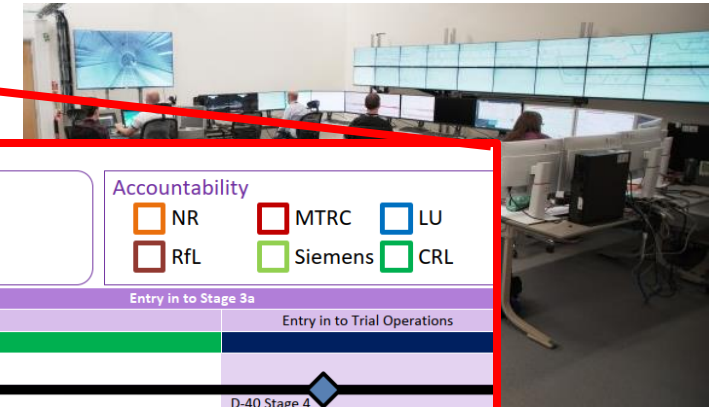 Accountability
NR MTRC LU
RfL Siemens CRL
Entry in to Stage 3a
Entry in to Trial Operations
D-40 Stage 4